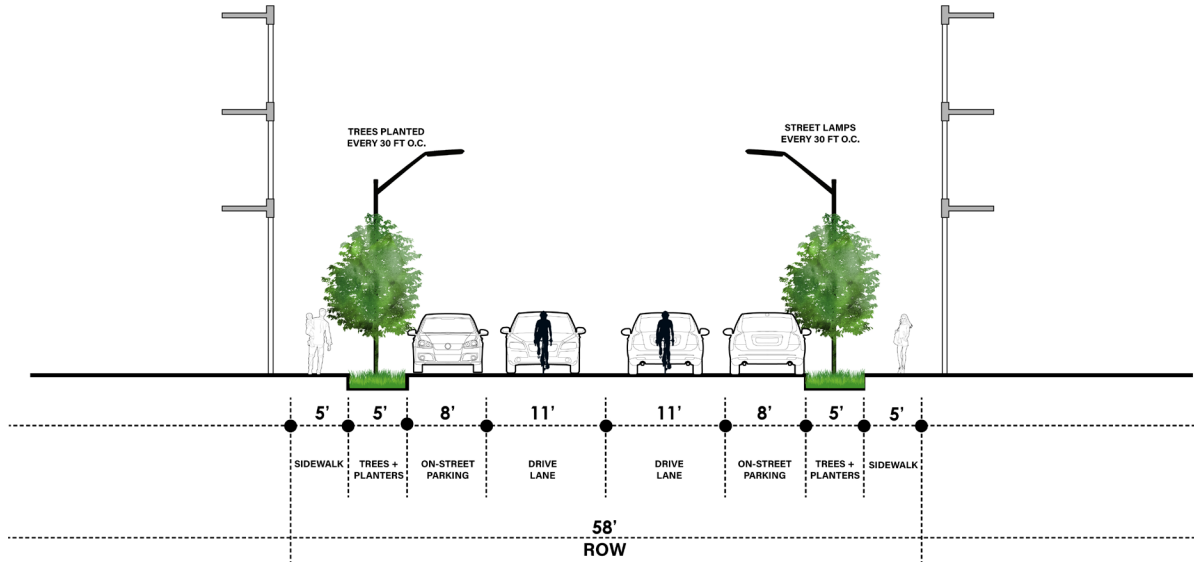 TREES PLANTED
EVERY 30 FT O.C.
STREET LAMPS
EVERY 30 FT O.C.
5’ 5’ 8’ 11’ 11’ 8’ 5’ 5’
SIDEWALK
TREES +
PLANTERS
ON-STREET
PARKING
DRIVE
LANE
DRIVE
LANE
ON-STREET
PARKING
TREES +
PLANTERS
SIDEWALK
58’
ROW